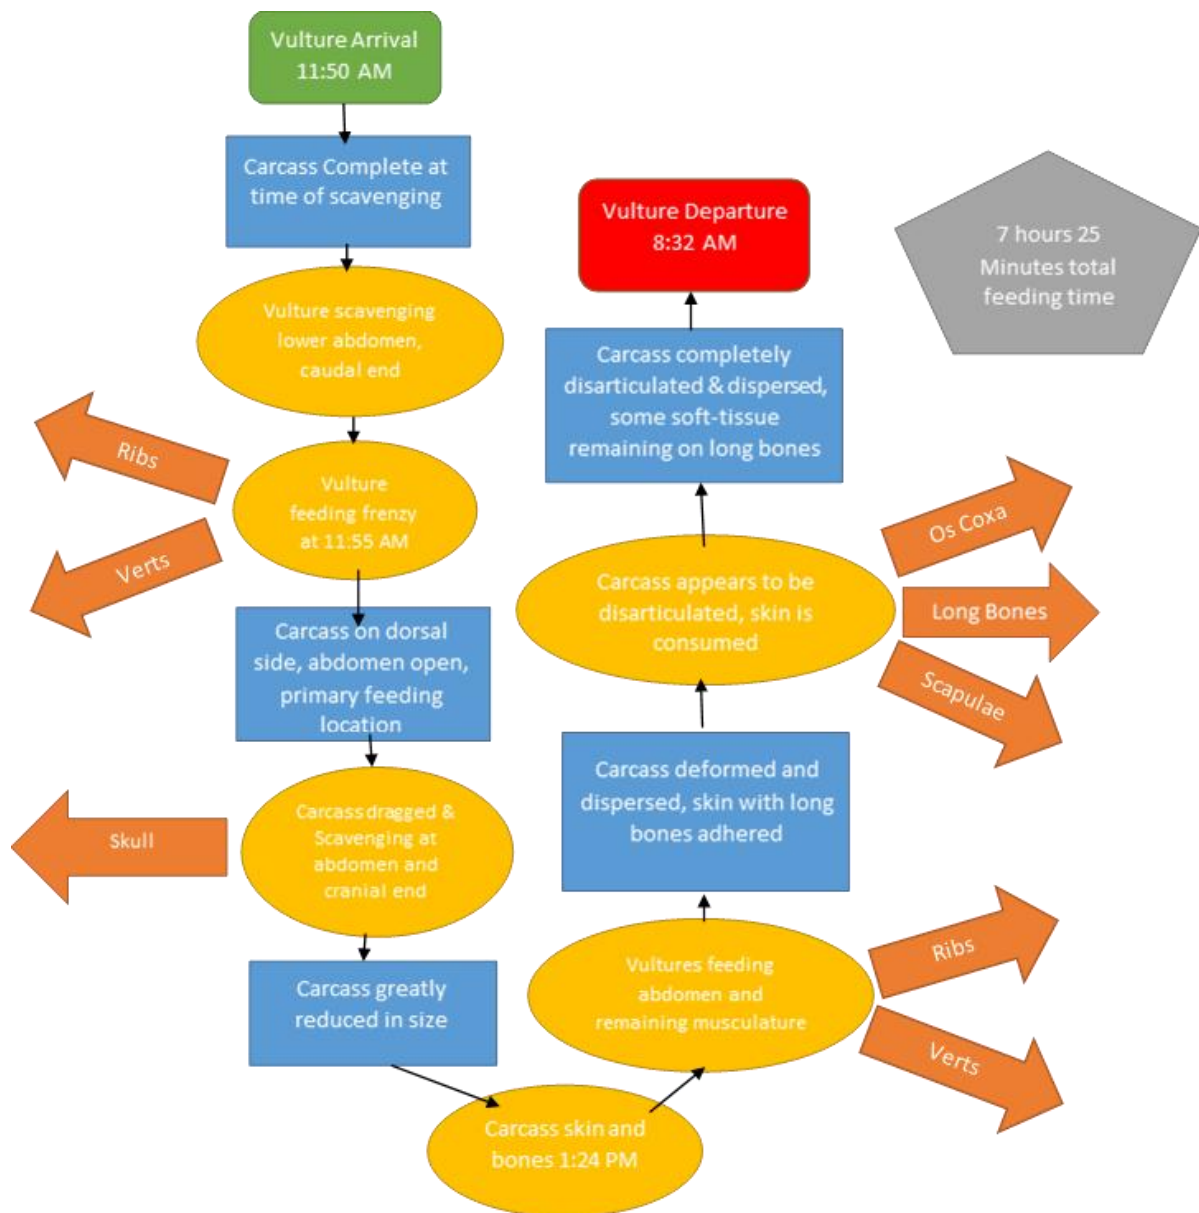 Vulture Arrival
11:50 AM
Carcass Complete at
time of scavenging
Vulture scavenging
lower abdomen,
caudal end
Ribs
Verts
Vulture
feeding frenzy
at 11:55 AM
Carcass on dorsal
side, abdomen open,
primary feeding
location
Skull
Carcass dragged &
Scavenging at
abdomen and
cranial end
Carcass greatly
reduced in size
Carcass skin and
bones 1:24 PM
Vultures feeding
abdomen and
remaining musculature
Ribs
Verts
Carcass deformed and
dispersed, skin with long
bones adhered
Carcass appears to be
disarticulated, skin is
consumed
Os Coxa
Long Bones
Scapulae
Carcass completely
disarticulated & dispersed,
some soft-tissue
remaining on long bones
Vulture Departure
8:32 AM
7 hours 25
Minutes total
feeding time